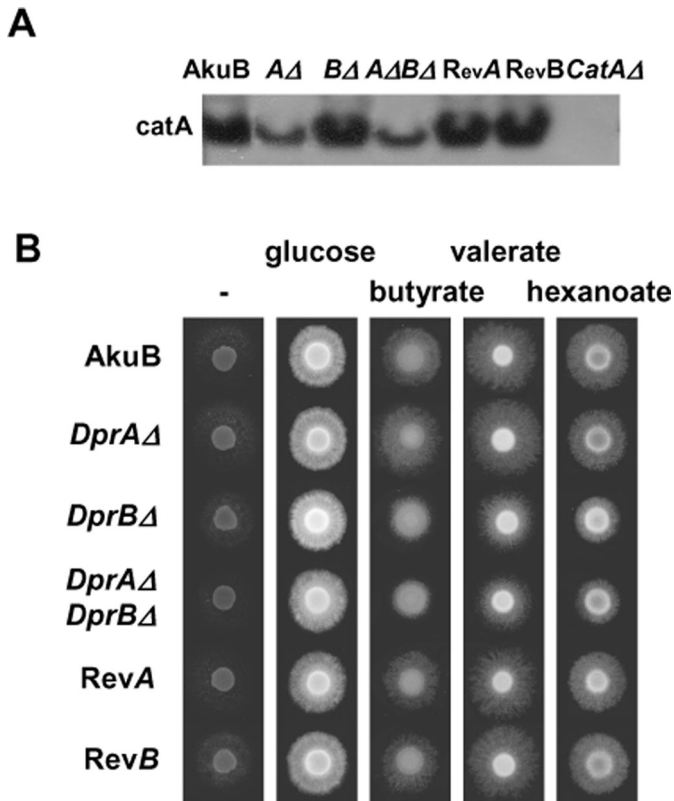 A
AkuB AΔ BΔ AΔBΔ RevA RevB CatAΔ
catA
B
glucose valerate
- butyrate hexanoate
AkuB
DprAΔ
DprBΔ
DprAΔ
DprBΔ
RevA
RevB